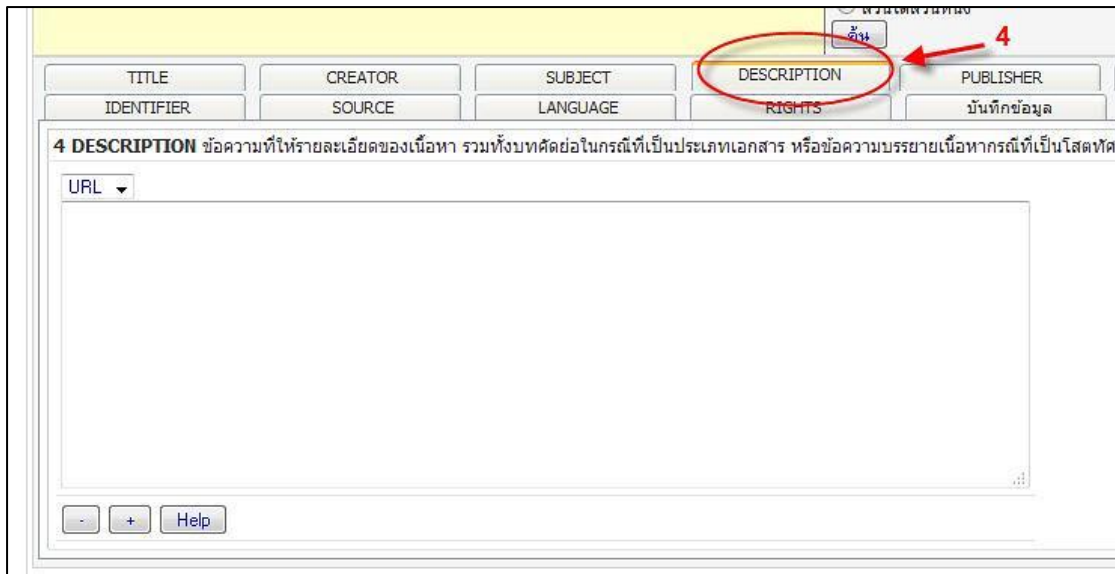 ค้น
4
TITLE CREATOR SUBJECT DESCRIPTION PUBLISHER
IDENTIFIER SOURCE LANGUAGE RIGHTS บันทึกข้อมูล
4 DESCRIPTION ข้อความที่ให้รายละเอียดของเนื้อหา รวมทั้งบทคัดย่อในกรณีที่เป็นประเภทเอกสาร หรือข้อความบรรยายเนื้อหากรณีที่เป็นโสตทัศ
URL
- + Help